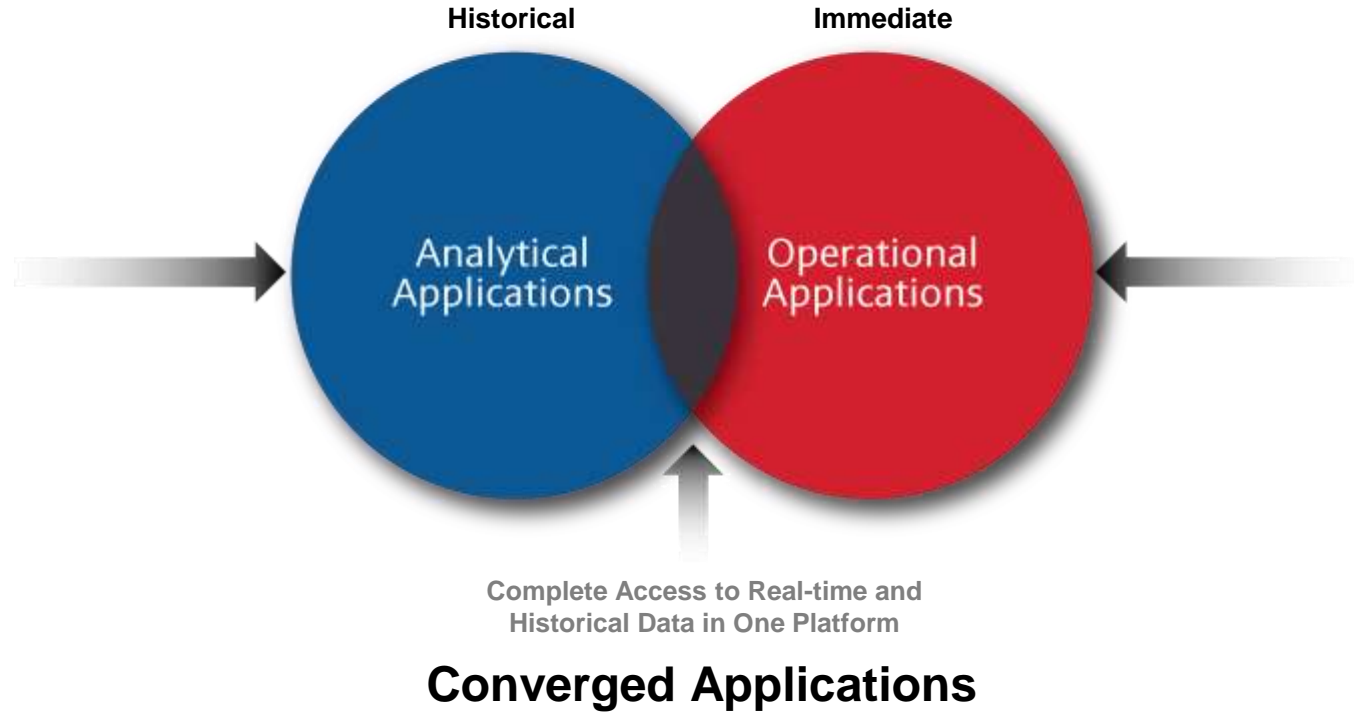 Historical
Immediate
Analytical
Applications
Operational
Applications
Complete Access to Real-time and
Historical Data in One Platform
Converged Applications